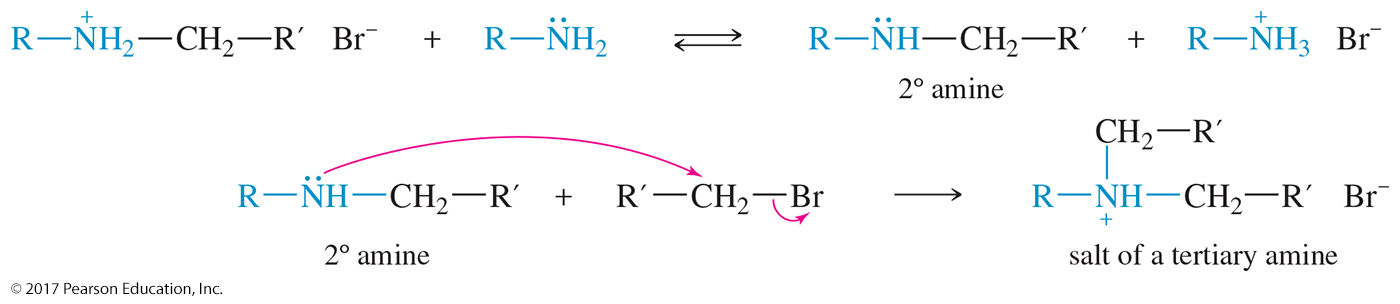 R—N⁺H₂—CH₂—R′ Br⁻ + R—N̈H₂ ⇌ R—N̈H—CH₂—R′ + R—N⁺H₃ Br⁻
2° amine
CH₂—R′
R—N̈H—CH₂—R′ + R′—CH₂—Br → R—NH—CH₂—R′ Br⁻
+
2° amine salt of a tertiary amine
© 2017 Pearson Education, Inc.